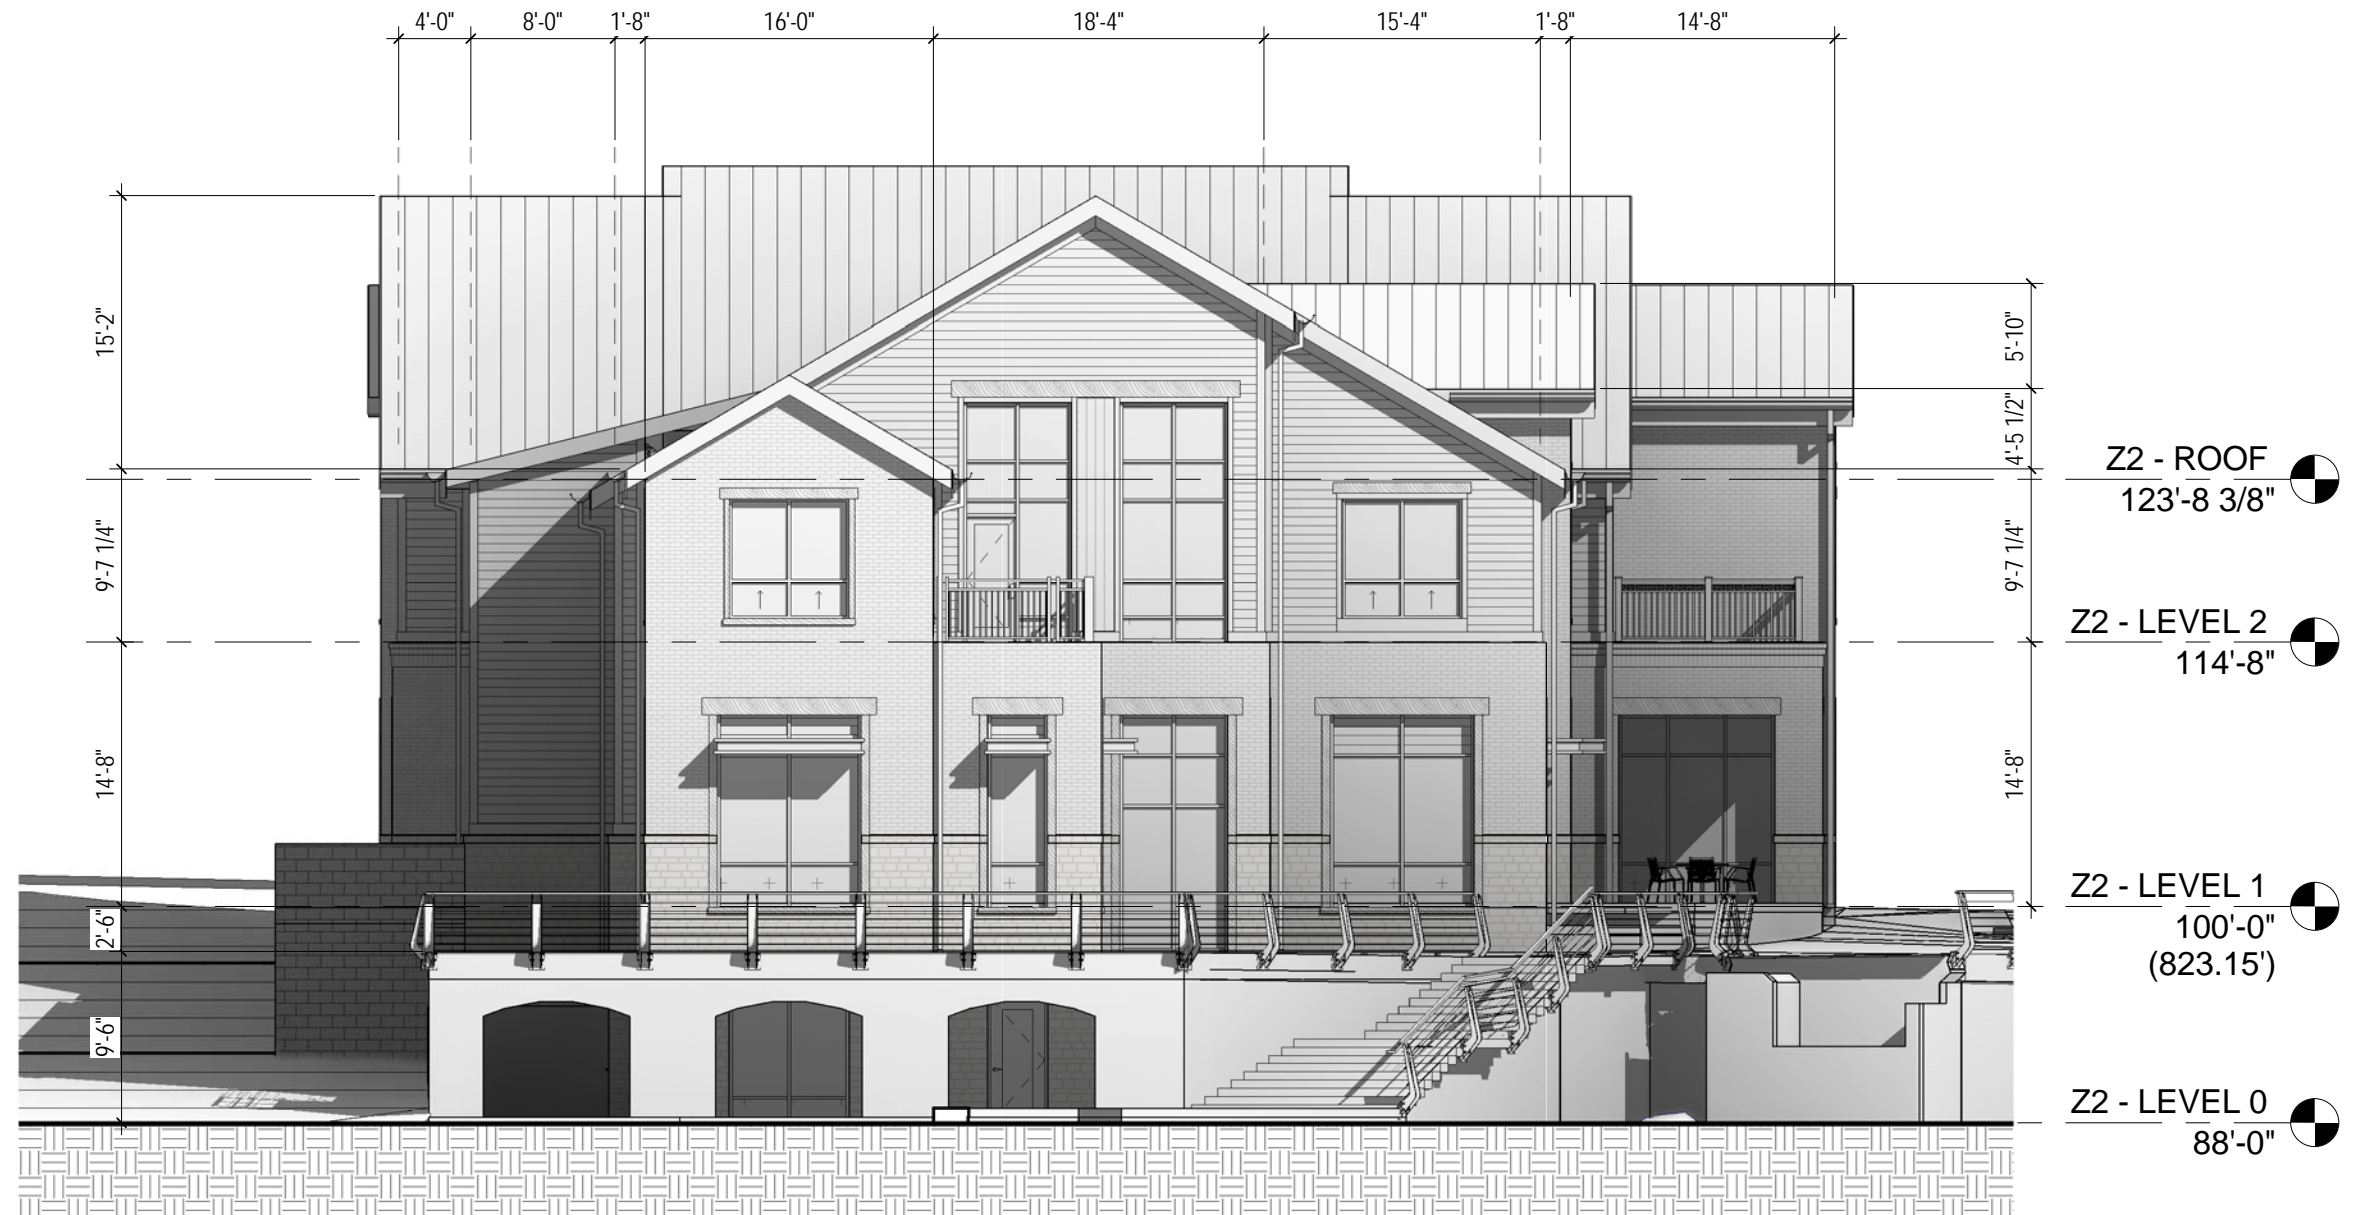 4'-0" 8'-0" 1'-8" 16'-0" 18'-4" 15'-4" 1'-8" 14'-8"
15'-2"
9'-7 1/4"
14'-8"
2'-6"
9'-6"
5'-10"
4'-5 1/2"
9'-7 1/4"
14'-8"
Z2 - ROOF
123'-8 3/8"
Z2 - LEVEL 2
114'-8"
Z2 - LEVEL 1
100'-0"
(823.15')
Z2 - LEVEL 0
88'-0"